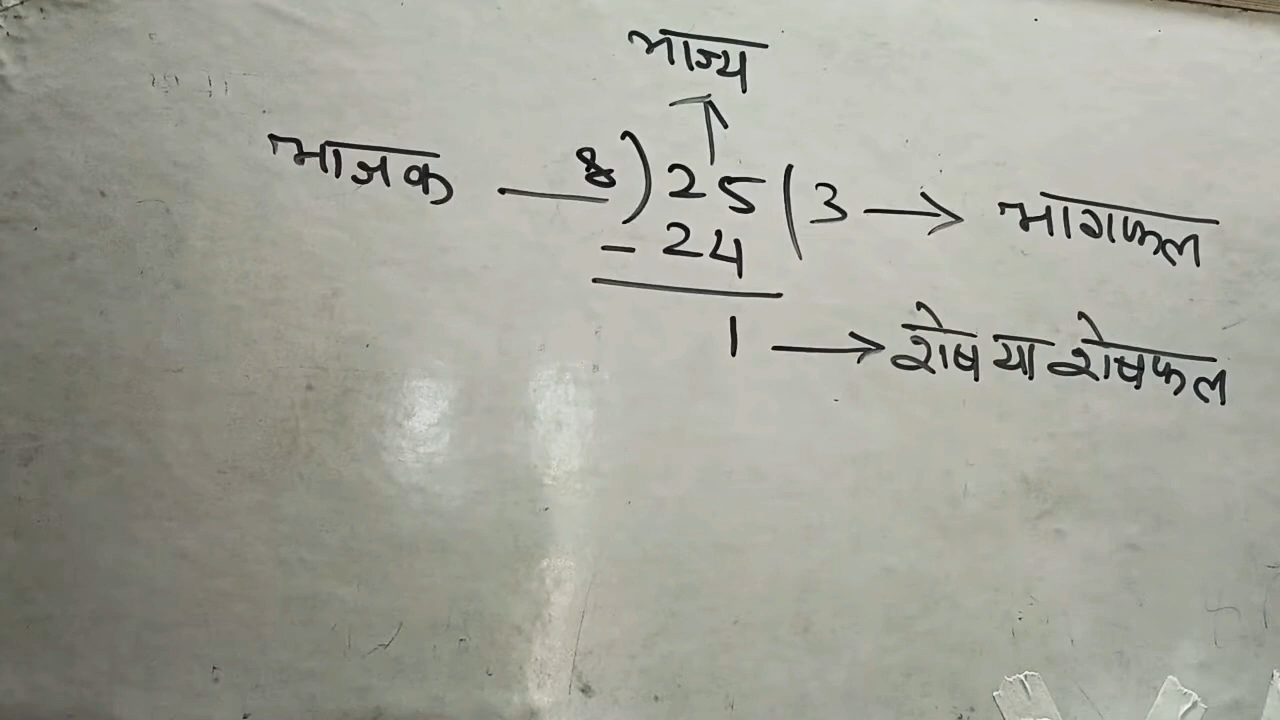 भाज्य
भाजक 8) 25 (3 → भागफल
- 24
1 → शेष या शेषफल